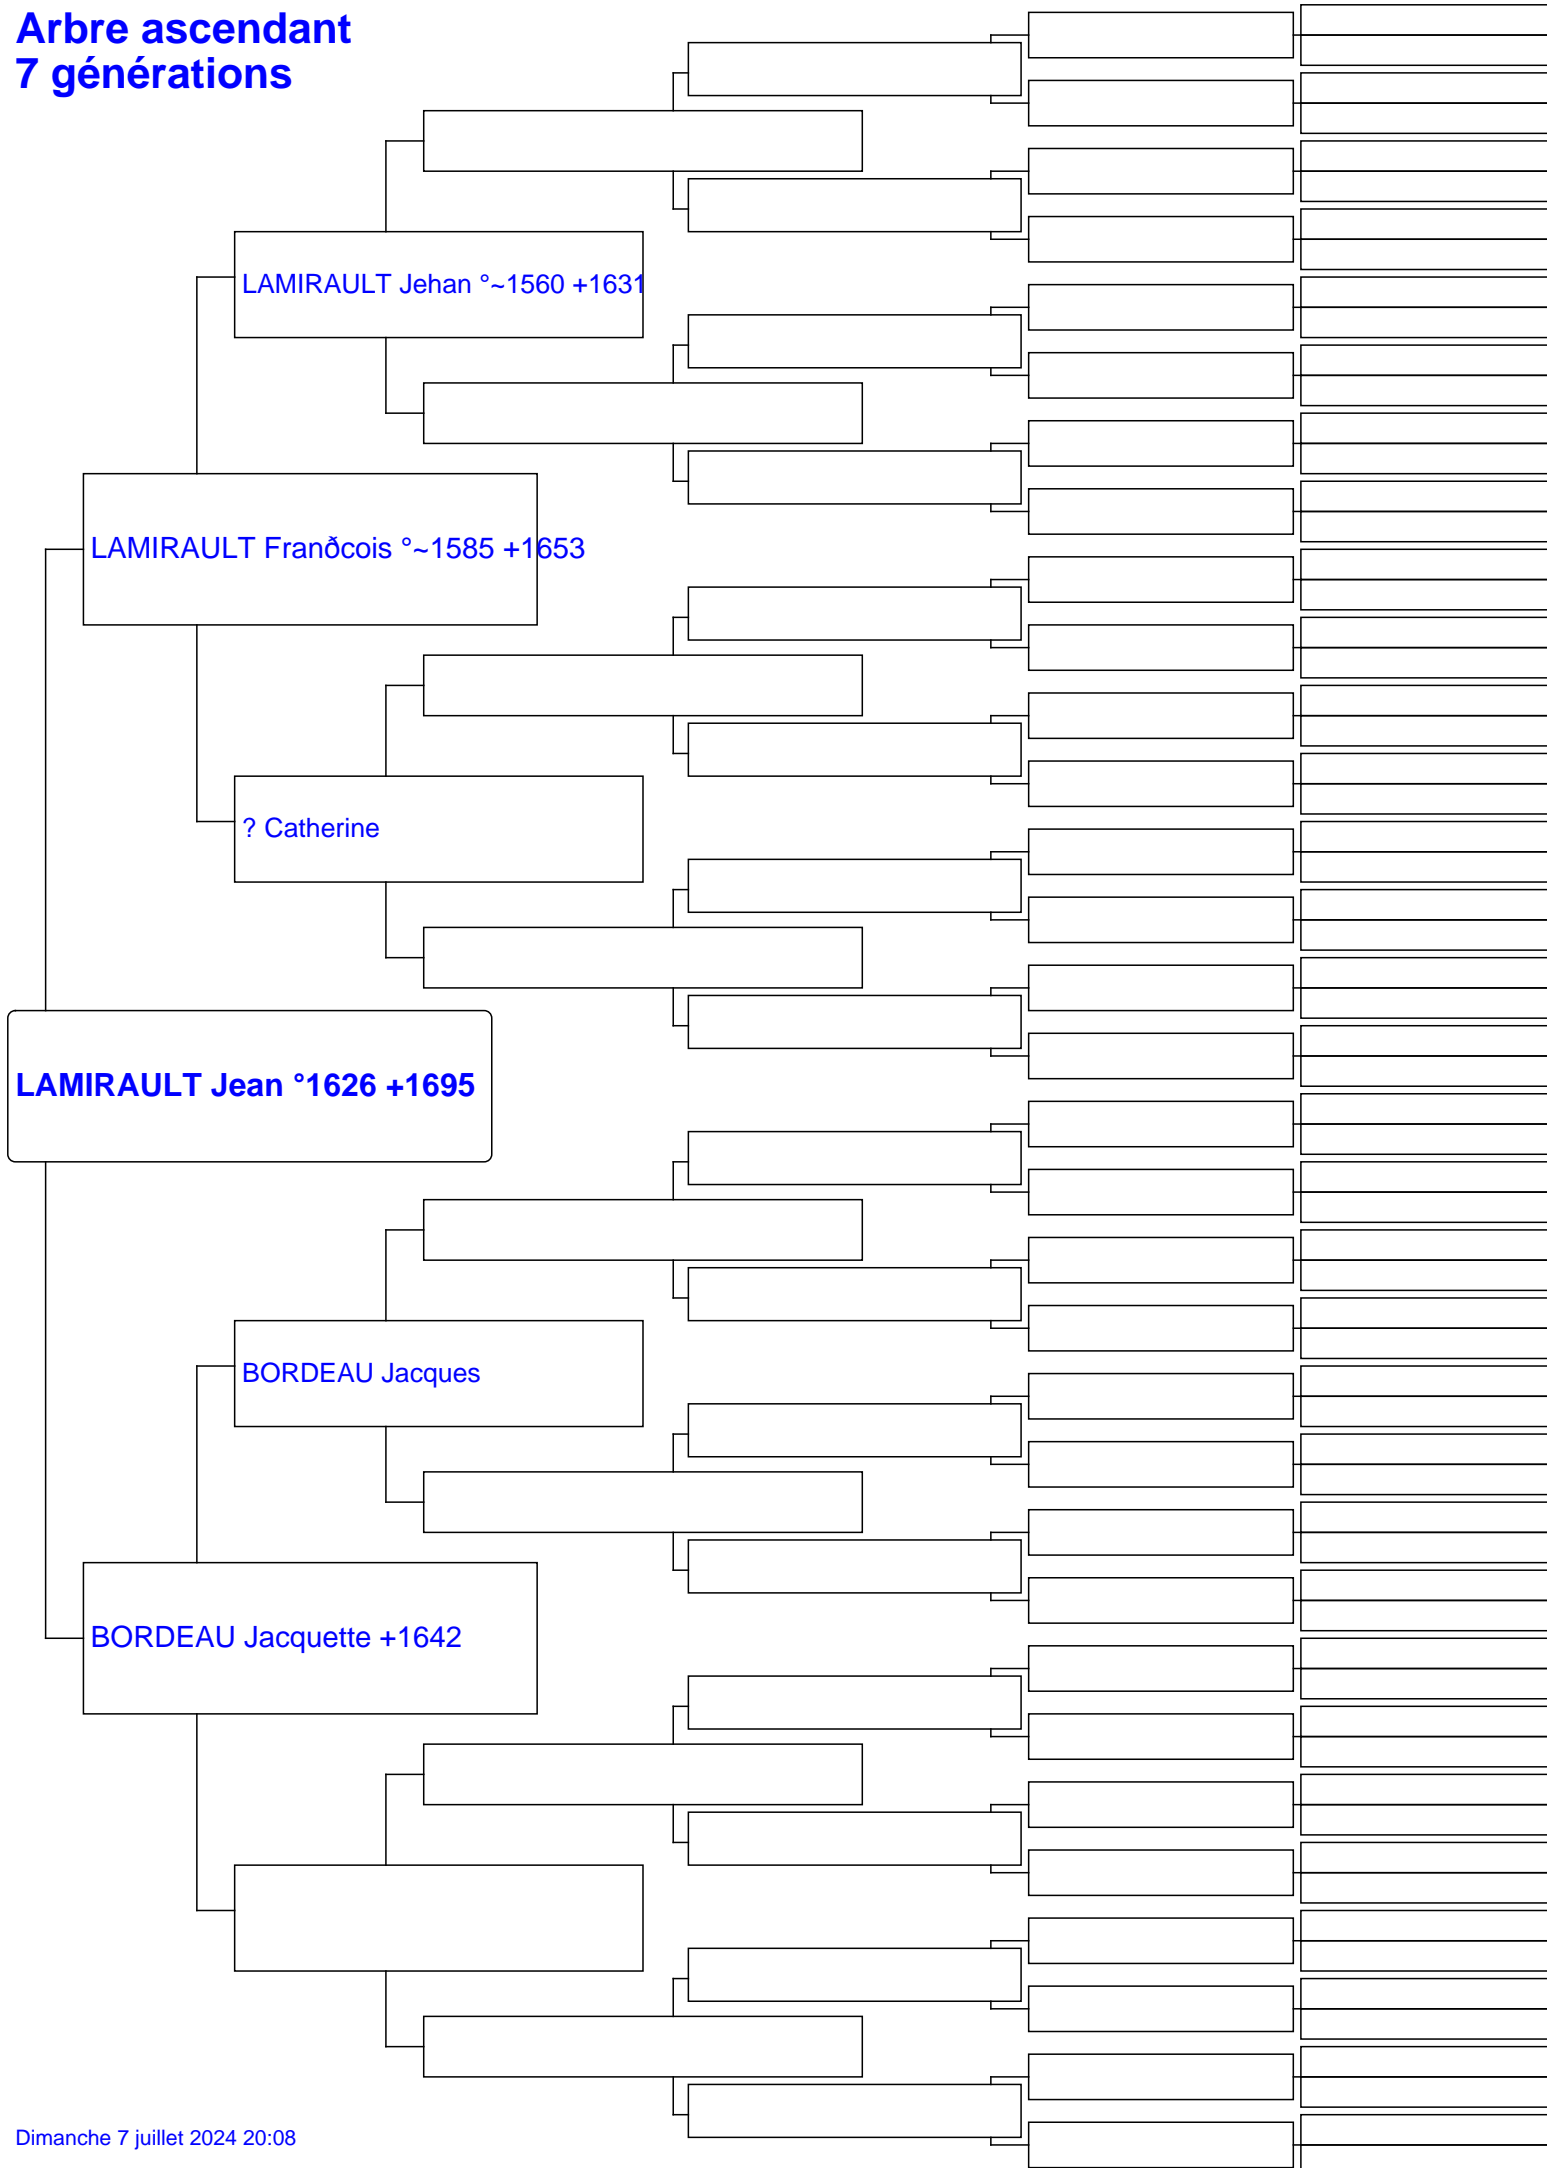 Arbre ascendant
7 générations
LAMIRAULT Jehan °~1560 +1631
LAMIRAULT Franðcois °~1585 +1653
? Catherine
LAMIRAULT Jean °1626 +1695
BORDEAU Jacques
BORDEAU Jacquette +1642
Dimanche 7 juillet 2024 20:08